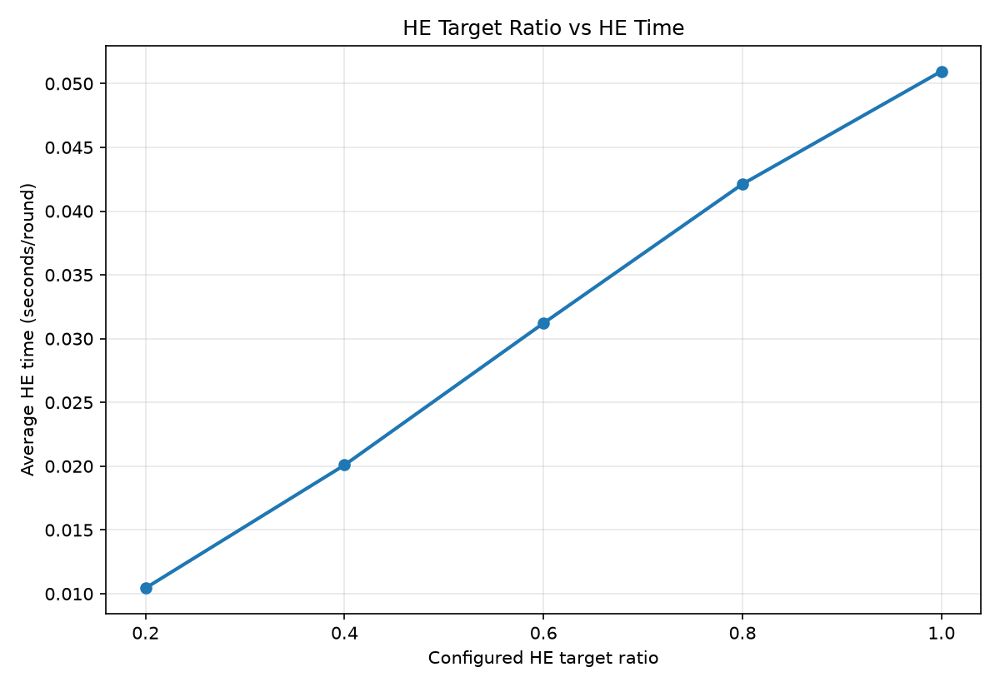 HE Target Ratio vs HE Time
Average HE time (seconds/round)
0.050
0.045
0.040
0.035
0.030
0.025
0.020
0.015
0.010
0.2 0.4 0.6 0.8 1.0
Configured HE target ratio